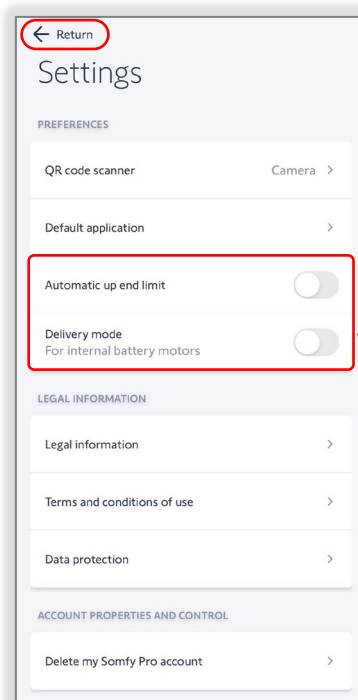 Return
Settings
PREFERENCES
QR code scanner Camera
Default application
Automatic up end limit
Delivery mode
For internal battery motors
LEGAL INFORMATION
Legal information
Terms and conditions of use
Data protection
ACCOUNT PROPERTIES AND CONTROL
Delete my Somfy Pro account